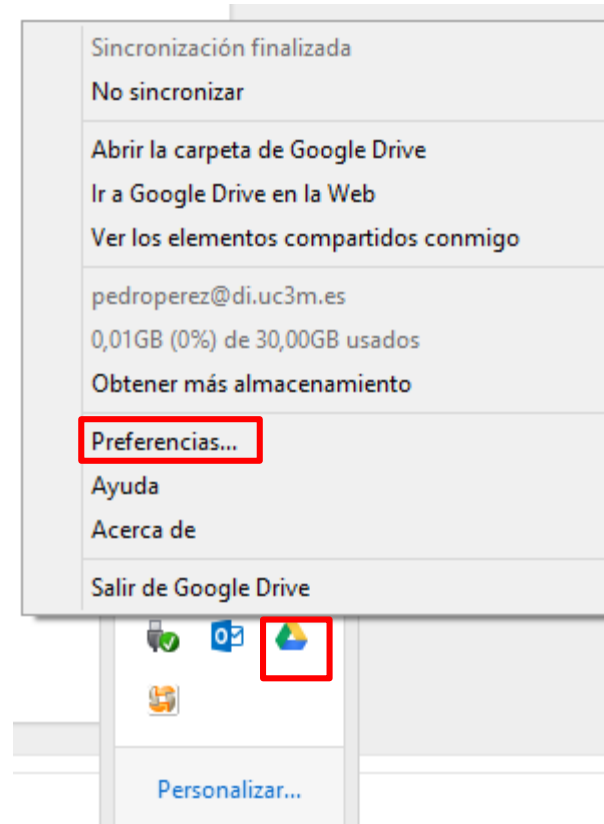 Sincronización finalizada
No sincronizar
Abrir la carpeta de Google Drive
Ir a Google Drive en la Web
Ver los elementos compartidos conmigo
pedroperez@di.uc3m.es
0,01GB (0%) de 30,00GB usados
Obtener más almacenamiento
Preferencias...
Ayuda
Acerca de
Salir de Google Drive
Personalizar...